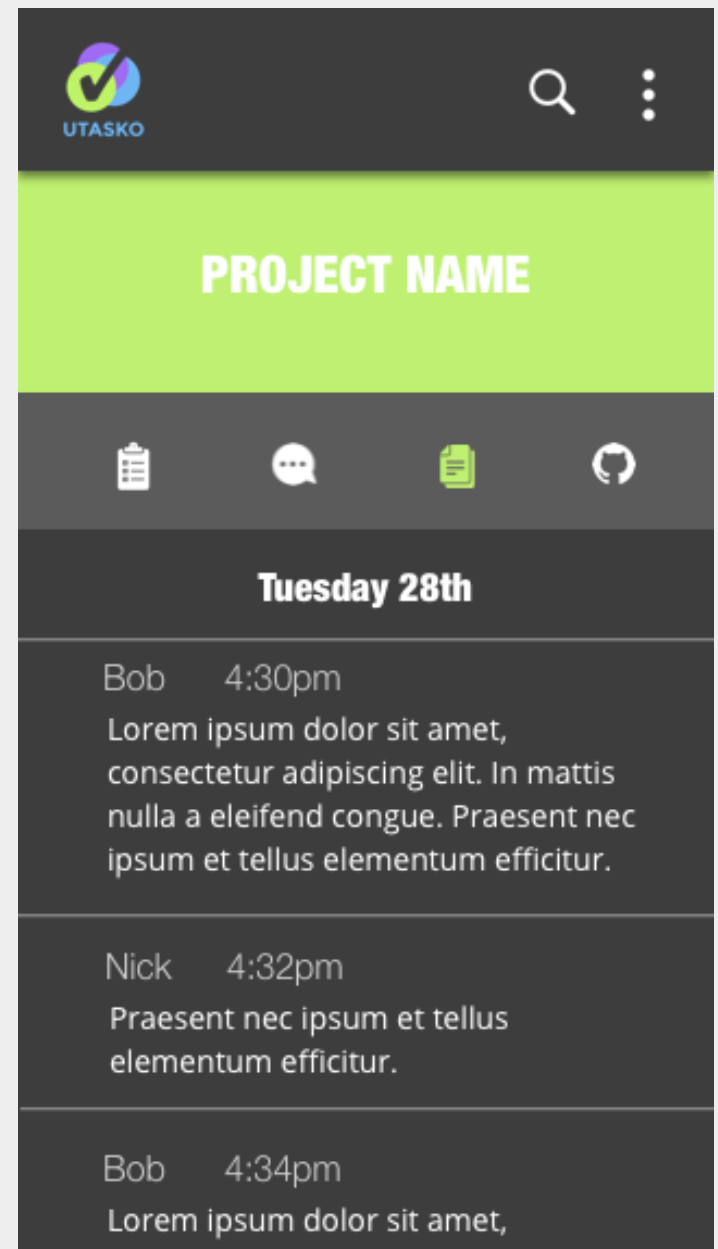 UTASKO
PROJECT NAME
Tuesday 28th
Bob 4:30pm
Lorem ipsum dolor sit amet,
consectetur adipiscing elit. In mattis
nulla a eleifend congue. Praesent nec
ipsum et tellus elementum efficitur.
Nick 4:32pm
Praesent nec ipsum et tellus
elementum efficitur.
Bob 4:34pm
Lorem ipsum dolor sit amet,